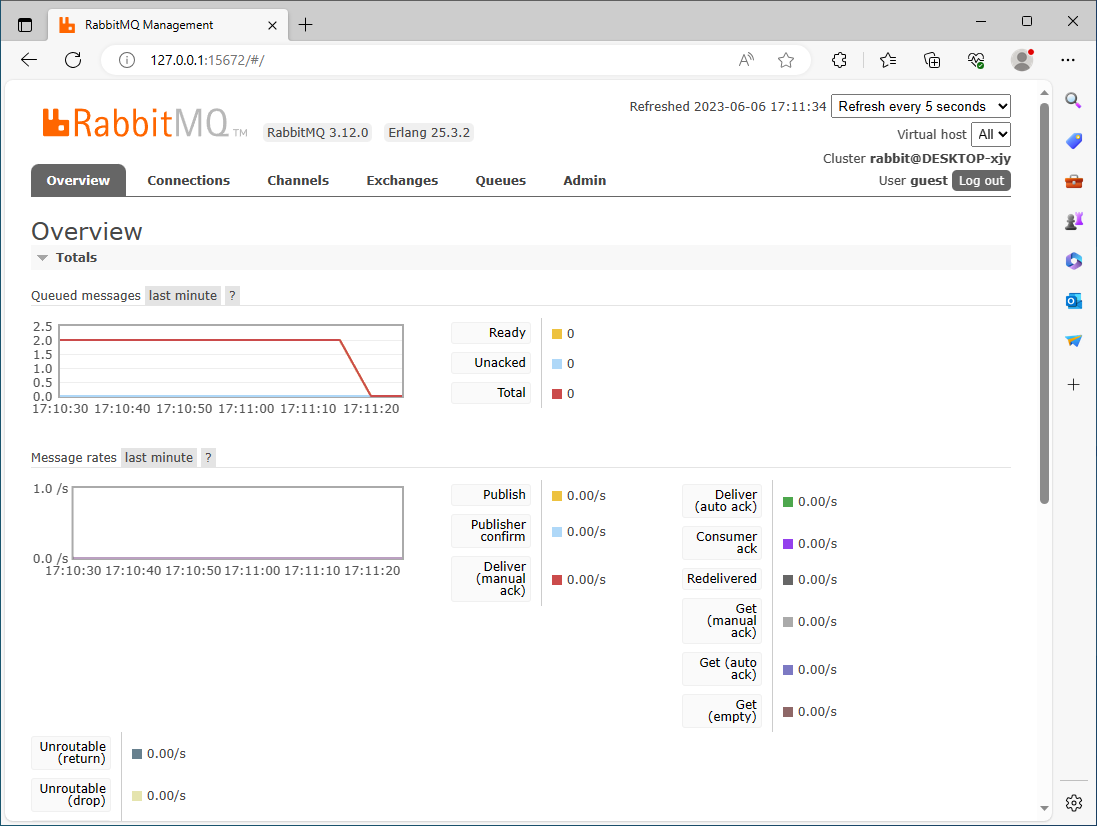 RabbitMQ Management
127.0.0.1:15672/#/
RabbitMQ TM
RabbitMQ 3.12.0
Erlang 25.3.2
Refreshed 2023-06-06 17:11:34
Refresh every 5 seconds
Virtual host
All
Cluster rabbit@DESKTOP-xjy
User guest
Log out
Overview
Connections
Channels
Exchanges
Queues
Admin
Overview
Totals
Queued messages last minute ?
2.5
2.0
1.5
1.0
0.5
0.0
17:10:30 17:10:40 17:10:50 17:11:00 17:11:10 17:11:20
Ready
0
Unacked
0
Total
0
Message rates last minute ?
1.0 /s
0.0 /s
17:10:30 17:10:40 17:10:50 17:11:00 17:11:10 17:11:20
Publish
0.00/s
Publisher
confirm
0.00/s
Deliver
(manual
ack)
0.00/s
Deliver
(auto ack)
0.00/s
Consumer
ack
0.00/s
Redelivered
0.00/s
Get
(manual
ack)
0.00/s
Get (auto
ack)
0.00/s
Get
(empty)
0.00/s
Unroutable
(return)
0.00/s
Unroutable
(drop)
0.00/s